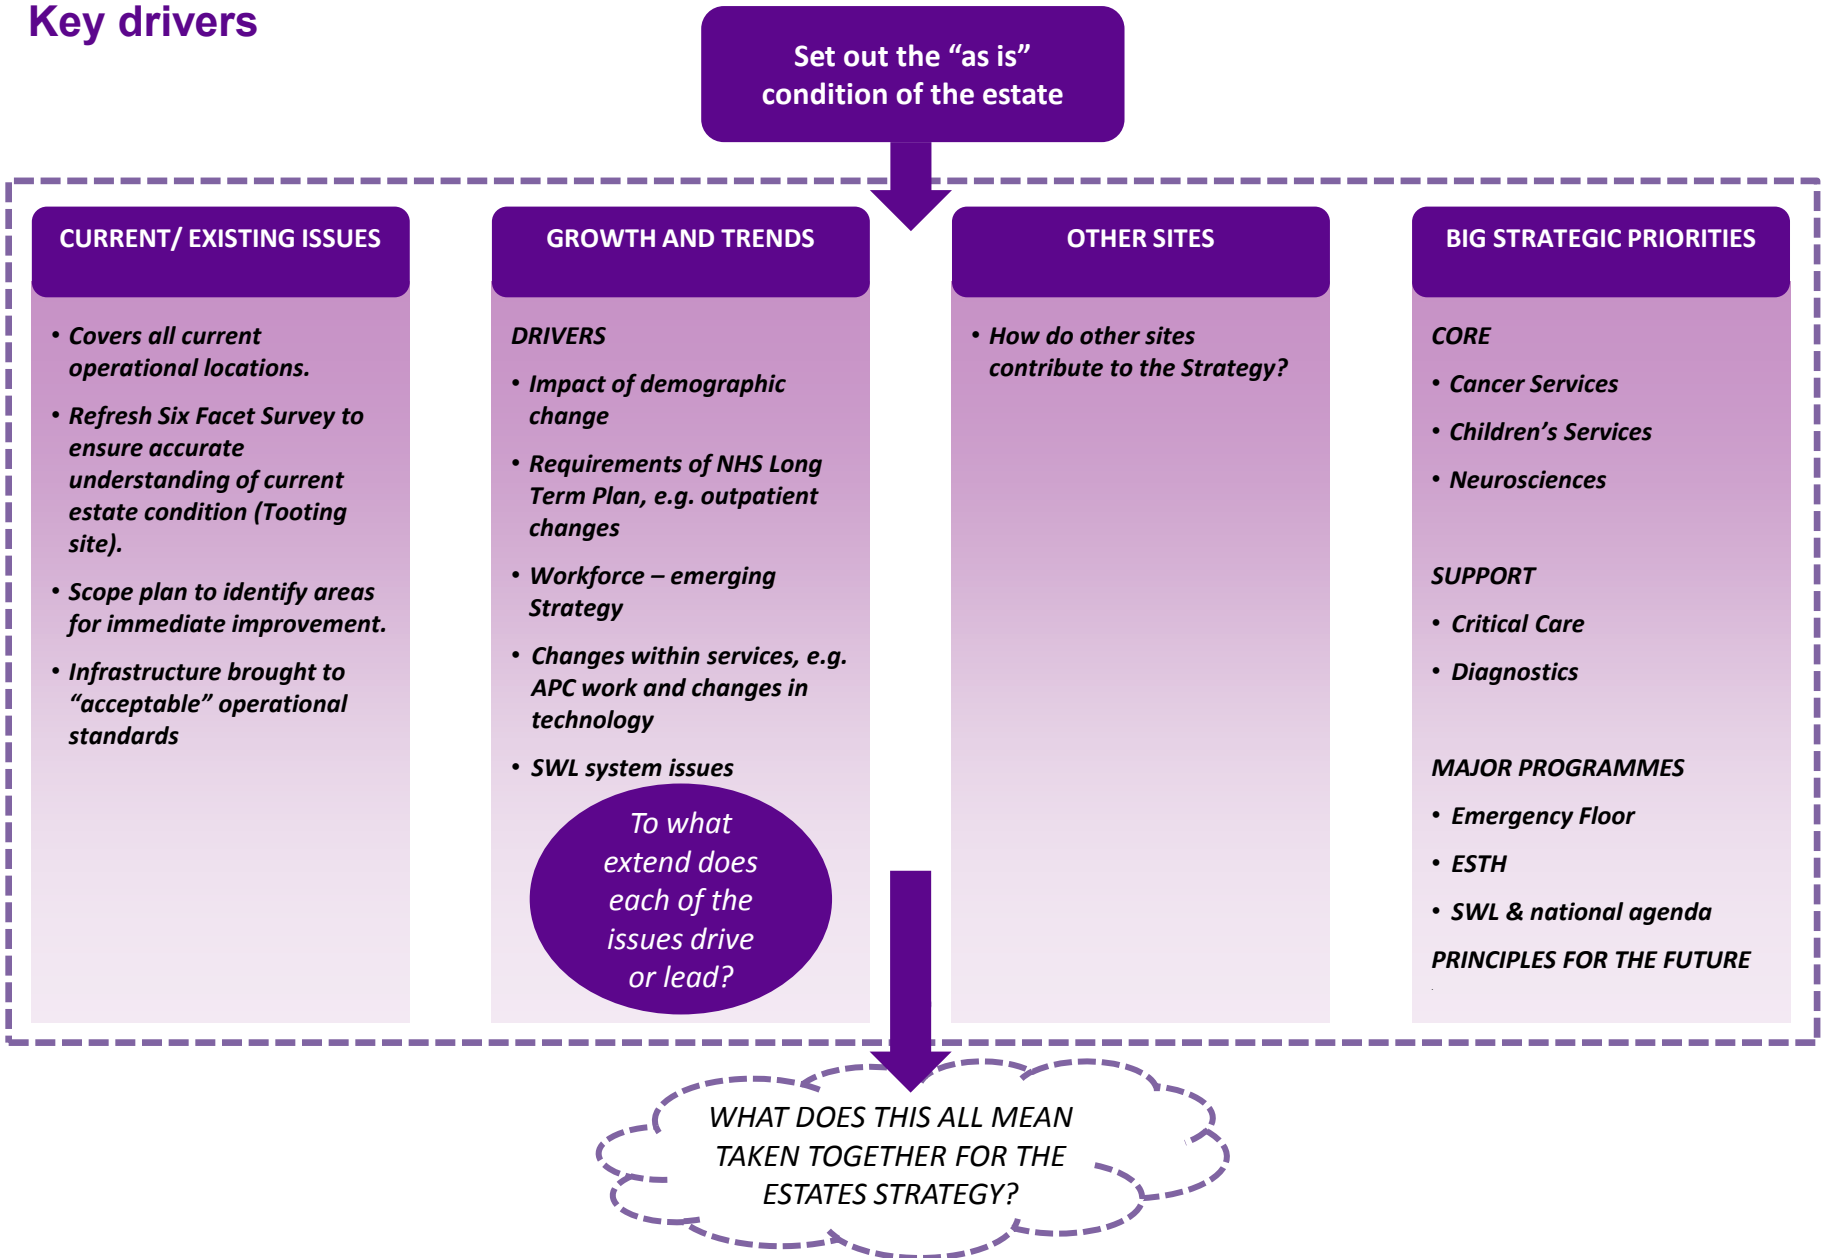 Key drivers
Set out the “as is”
condition of the estate
CURRENT/ EXISTING ISSUES
• Covers all current
operational locations.
• Refresh Six Facet Survey to
ensure accurate
understanding of current
estate condition (Tooting
site).
• Scope plan to identify areas
for immediate improvement.
• Infrastructure brought to
“acceptable” operational
standards
GROWTH AND TRENDS
DRIVERS
• Impact of demographic
change
• Requirements of NHS Long
Term Plan, e.g. outpatient
changes
• Workforce – emerging
Strategy
• Changes within services, e.g.
APC work and changes in
technology
• SWL system issues
To what
extend does
each of the
issues drive
or lead?
OTHER SITES
• How do other sites
contribute to the Strategy?
BIG STRATEGIC PRIORITIES
CORE
• Cancer Services
• Children’s Services
• Neurosciences
SUPPORT
• Critical Care
• Diagnostics
MAJOR PROGRAMMES
• Emergency Floor
• ESTH
• SWL & national agenda
PRINCIPLES FOR THE FUTURE
WHAT DOES THIS ALL MEAN
TAKEN TOGETHER FOR THE
ESTATES STRATEGY?